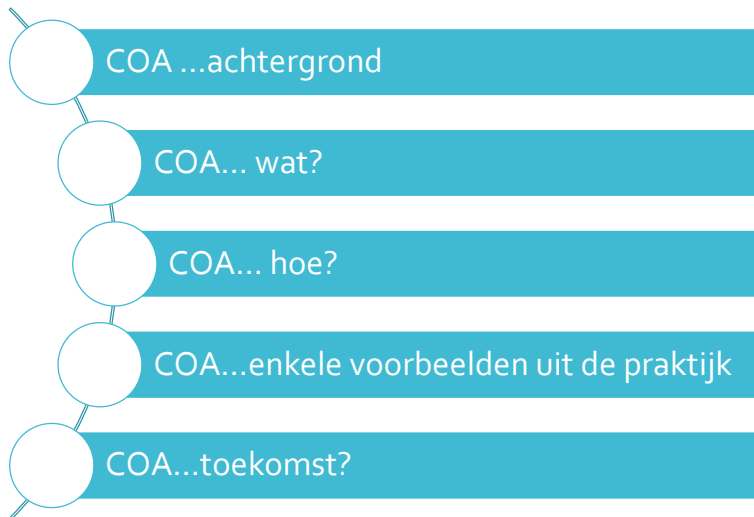 COA ...achtergrond
COA... wat?
COA... hoe?
COA...enkele voorbeelden uit de praktijk
COA...toekomst?